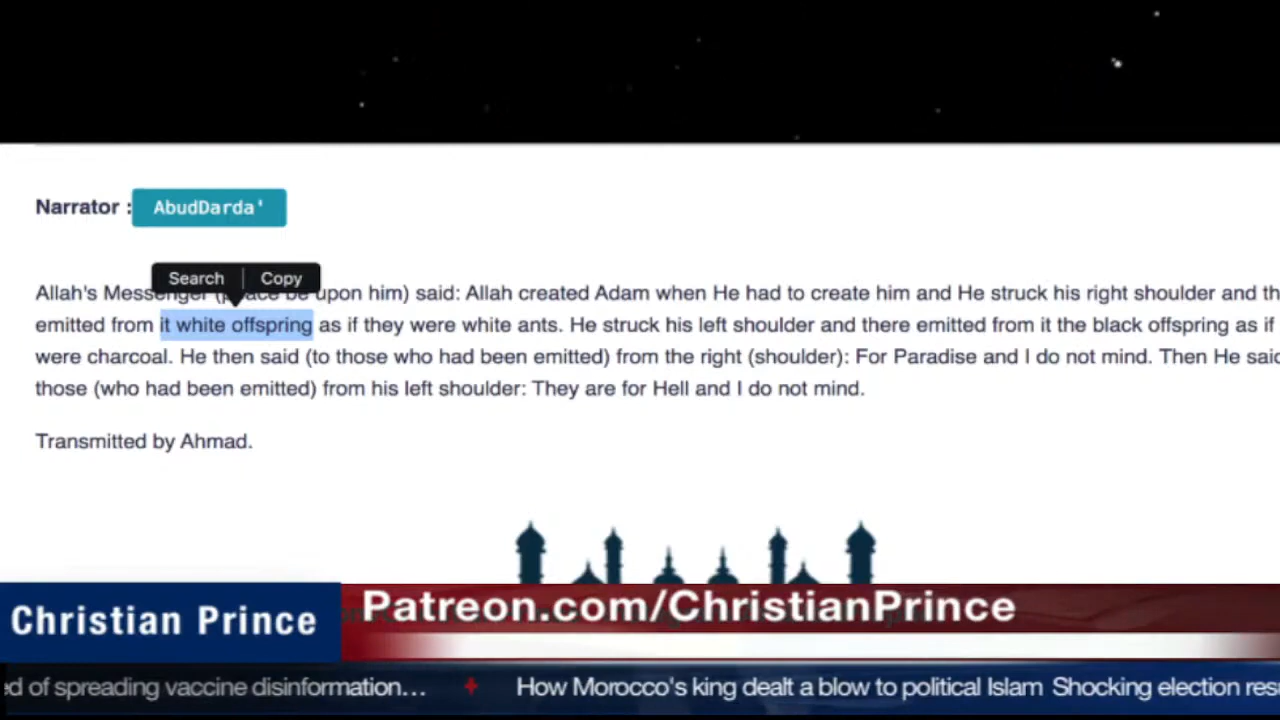 Narrator : AbudDarda'
Search Copy
Allah's Messenger (peace be upon him) said: Allah created Adam when He had to create him and He struck his right shoulder and th
emitted from it white offspring as if they were white ants. He struck his left shoulder and there emitted from it the black offspring as if
were charcoal. He then said (to those who had been emitted) from the right (shoulder): For Paradise and I do not mind. Then He said
those (who had been emitted) from his left shoulder: They are for Hell and I do not mind.
Transmitted by Ahmad.
Christian Prince
Patreon.com/ChristianPrince
ed of spreading vaccine disinformation... How Morocco's king dealt a blow to political Islam Shocking election res